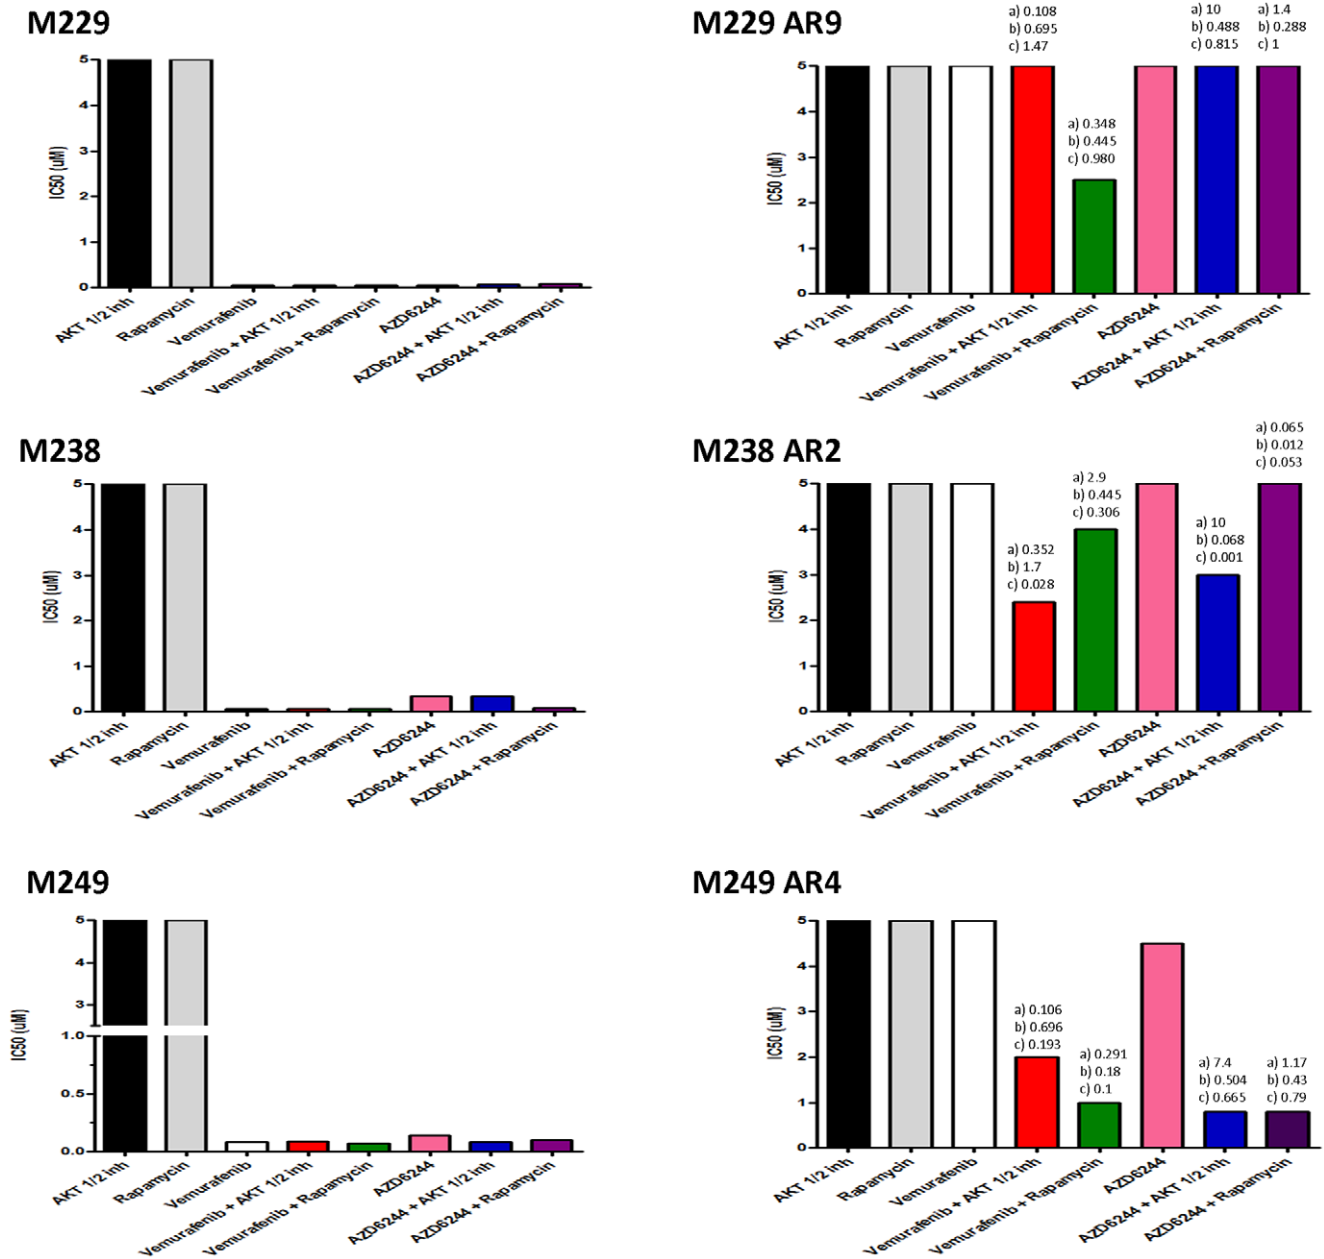 M229
5
4
3
2
1
0
IC50 (uM)
AKT 1/2 inh
Rapamycin
Vemurafenib
Vemurafenib + AKT 1/2 inh
Vemurafenib + Rapamycin
AZD6244
AZD6244 + AKT 1/2 inh
AZD6244 + Rapamycin
M229 AR9
a) 0.108
b) 0.695
c) 1.47
a) 0.348
b) 0.445
c) 0.980
a) 10
b) 0.488
c) 0.815
a) 1.4
b) 0.288
c) 1
5
4
3
2
1
0
IC50 (uM)
AKT 1/2 inh
Rapamycin
Vemurafenib
Vemurafenib + AKT 1/2 inh
Vemurafenib + Rapamycin
AZD6244
AZD6244 + AKT 1/2 inh
AZD6244 + Rapamycin
M238
5
4
3
2
1
0
IC50 (uM)
AKT 1/2 inh
Rapamycin
Vemurafenib
Vemurafenib + AKT 1/2 inh
Vemurafenib + Rapamycin
AZD6244
AZD6244 + AKT 1/2 inh
AZD6244 + Rapamycin
M238 AR2
a) 0.352
b) 1.7
c) 0.028
a) 2.9
b) 0.445
c) 0.306
a) 10
b) 0.068
c) 0.001
a) 0.065
b) 0.012
c) 0.053
5
4
3
2
1
0
IC50 (uM)
AKT 1/2 inh
Rapamycin
Vemurafenib
Vemurafenib + AKT 1/2 inh
Vemurafenib + Rapamycin
AZD6244
AZD6244 + AKT 1/2 inh
AZD6244 + Rapamycin
M249
5
4
3
1.0
0.5
0.0
IC50 (uM)
AKT 1/2 inh
Rapamycin
Vemurafenib
Vemurafenib + AKT 1/2 inh
Vemurafenib + Rapamycin
AZD6244
AZD6244 + AKT 1/2 inh
AZD6244 + Rapamycin
M249 AR4
a) 0.106
b) 0.696
c) 0.193
a) 0.291
b) 0.18
c) 0.1
a) 7.4
b) 0.504
c) 0.665
a) 1.17
b) 0.43
c) 0.79
5
4
3
2
1
0
IC50 (uM)
AKT 1/2 inh
Rapamycin
Vemurafenib
Vemurafenib + AKT 1/2 inh
Vemurafenib + Rapamycin
AZD6244
AZD6244 + AKT 1/2 inh
AZD6244 + Rapamycin